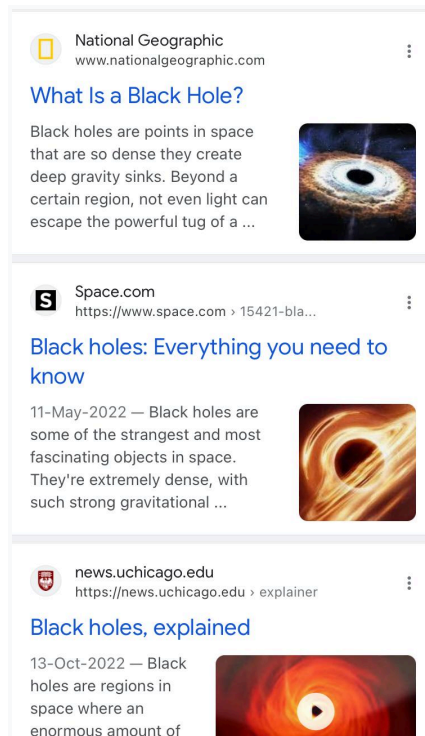 National Geographic
www.nationalgeographic.com
What Is a Black Hole?
Black holes are points in space
that are so dense they create
deep gravity sinks. Beyond a
certain region, not even light can
escape the powerful tug of a ...
S
Space.com
https://www.space.com › 15421-bla...
Black holes: Everything you need to
know
11-May-2022 — Black holes are
some of the strangest and most
fascinating objects in space.
They're extremely dense, with
such strong gravitational ...
news.uchicago.edu
https://news.uchicago.edu › explainer
Black holes, explained
13-Oct-2022 — Black
holes are regions in
space where an
enormous amount of